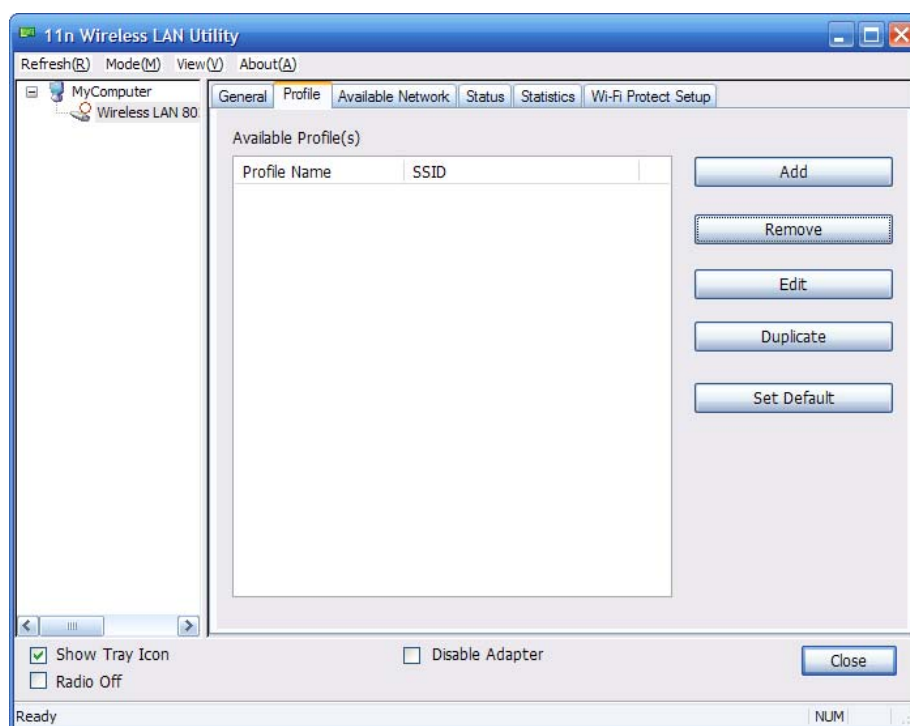 11n Wireless LAN Utility
Refresh(R) Mode(M) View(V) About(A)
MyComputer
Wireless LAN 80
General Profile Available Network Status Statistics Wi-Fi Protect Setup
Available Profile(s)
Profile Name SSID
Add
Remove
Edit
Duplicate
Set Default
Show Tray Icon
Radio Off
Disable Adapter
Close
Ready NUM